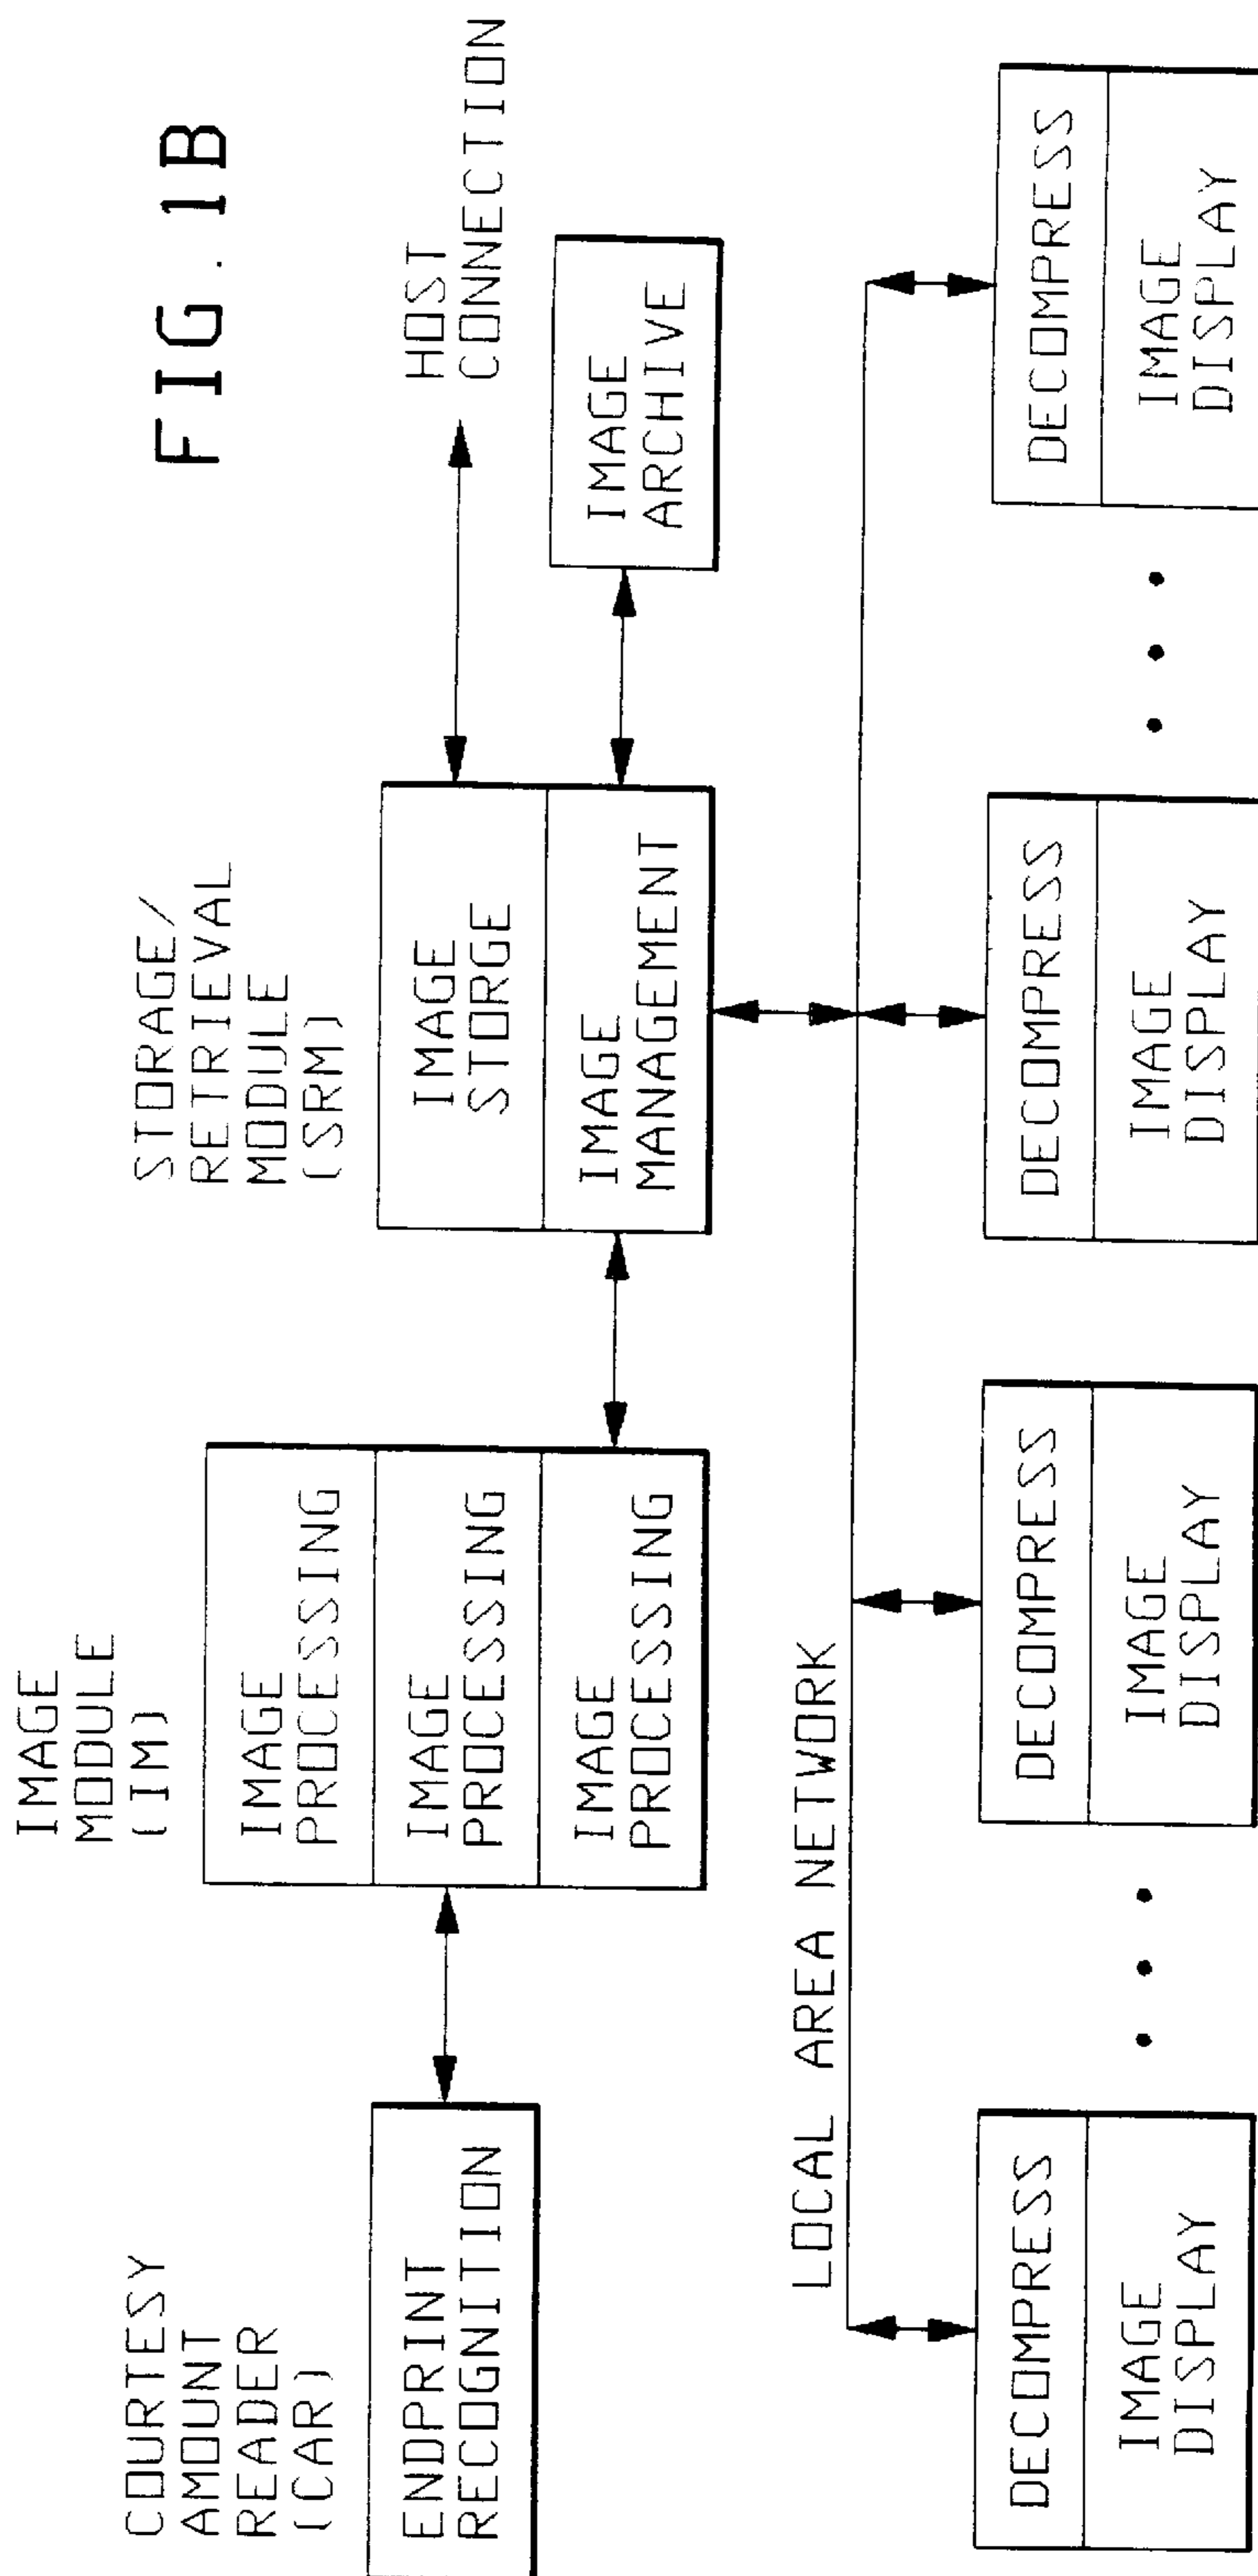 FIG. 1B
COURTESY
AMOUNT
READER
(CAR)
ENDPRINT
RECOGNITION
IMAGE
MODULE
(IM)
IMAGE
PROCESSING
IMAGE
PROCESSING
IMAGE
PROCESSING
STORAGE/
RETRIEVAL
MODULE
(SRM)
IMAGE
STORGE
IMAGE
MANAGEMENT
HOST
CONNECTION
IMAGE
ARCHIVE
LOCAL AREA NETWORK
DECOMPRESS
IMAGE
DISPLAY
DECOMPRESS
IMAGE
DISPLAY
DECOMPRESS
IMAGE
DISPLAY
DECOMPRESS
IMAGE
DISPLAY